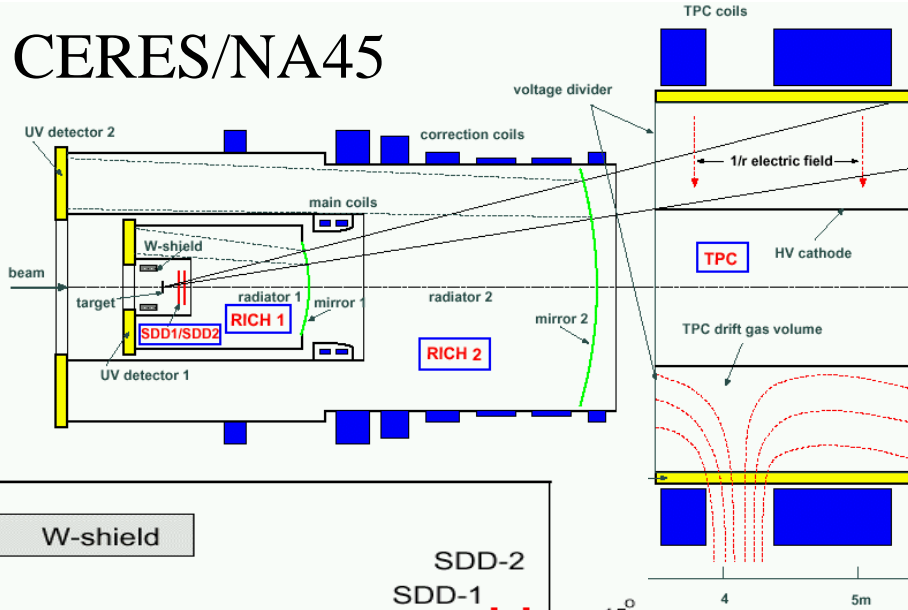 TPC coils
CERES/NA45
voltage divider
UV detector 2
correction coils
1/r electric field
main coils
W-shield
HV cathode
TPC
beam
target
radiator 1
mirror 1
radiator 2
RICH 1
mirror 2
SDD1/SDD2
TPC drift gas volume
RICH 2
UV detector 1
W-shield
SDD-2
SDD-1
4
5m